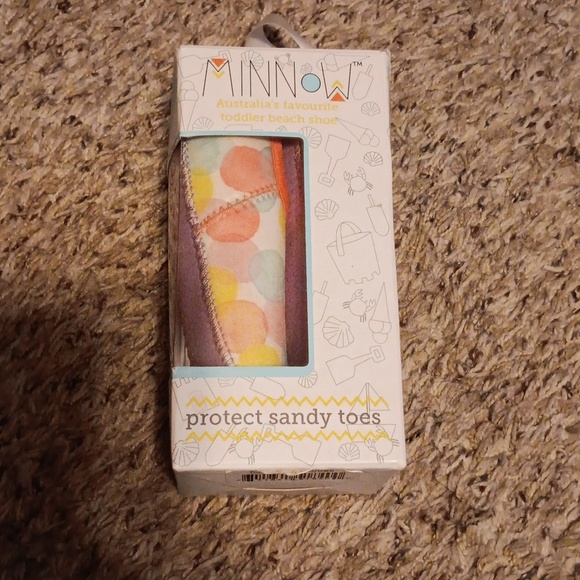 MINNOW™
Australia's favourite
toddler beach shoe
protect sandy toes